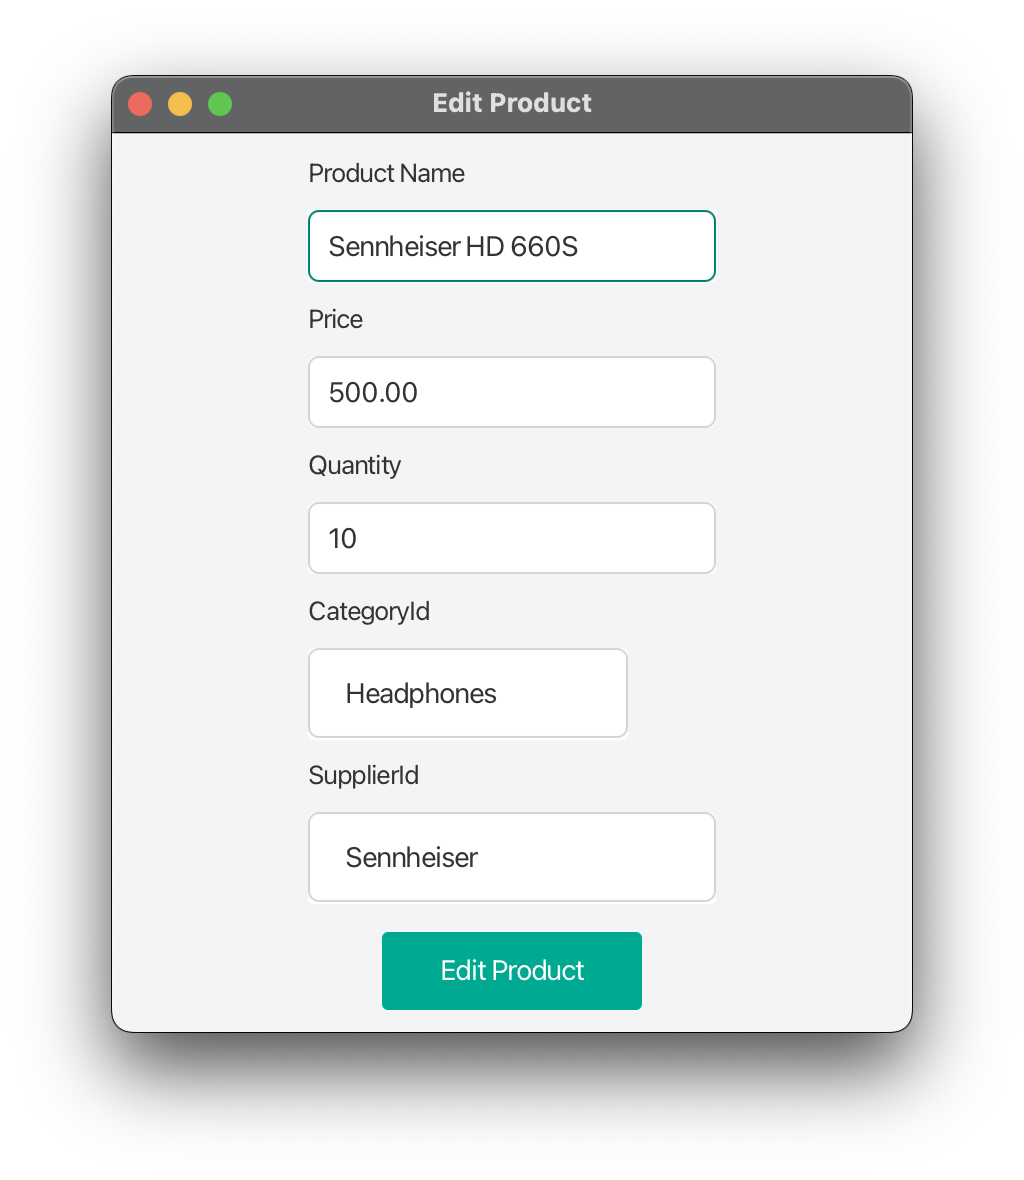 Edit Product
Product Name
Sennheiser HD 660S
Price
500.00
Quantity
10
CategoryId
Headphones
SupplierId
Sennheiser
Edit Product